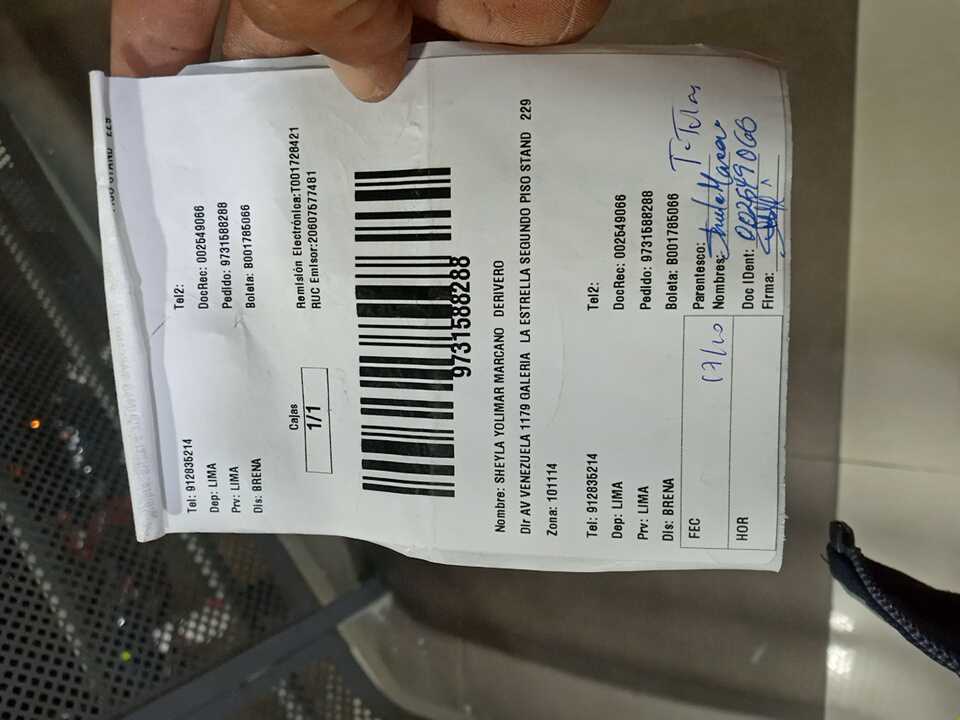 Tel: 912835214 Tel2:
Dep: LIMA DocRec: 002549066
Prv: LIMA Pedido: 9731588288
Dis: BRENA Boleta: B001785066
Cajas Remisión Electrónica:T001728421
1/1 RUC Emisor:20607577481
9731588288
Nombre: SHEYLA YOLIMAR MARCANO DERIVERO
Dir AV VENEZUELA 1179 GALERIA LA ESTRELLA SEGUNDO PISO STAND 229
Zona: 101114
Tel: 912835214 Tel2:
Dep: LIMA DocRec: 002549066
Prv: LIMA Pedido: 9731588288
Dis: BRENA Boleta: B001785066
FEC 17/10 Parentesco:
Nombres:
HOR Doc IDent: 002549066
Firma: